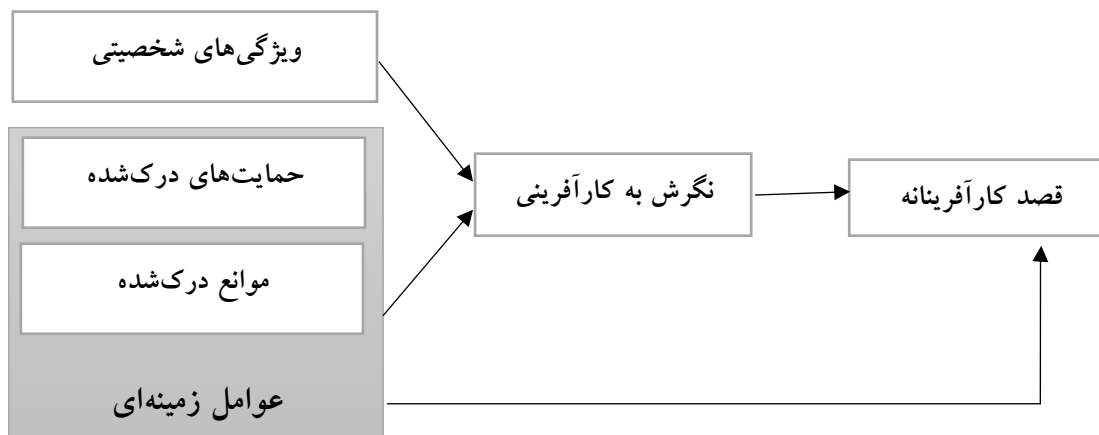 ویژگی‌های شخصیتی
حمایت‌های درک‌شده
موانع درک‌شده
عوامل زمینه‌ای
نگرش به کارآفرینی
قصد کارآفرینانه